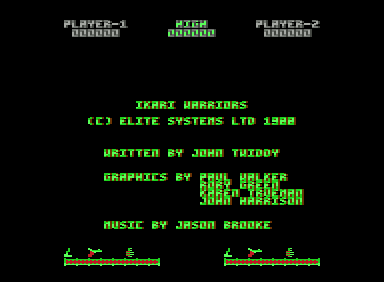 PLAYER-1 HIGH PLAYER-2
000000 000000 000000
IKARI WARRIORS
(C) ELITE SYSTEMS LTD 1988
WRITTEN BY JOHN TWIDDY
GRAPHICS BY PAUL WALKER
RORY GREEN
KAREN TRUEMAN
JOHN HARRISON
MUSIC BY JASON BROOKE